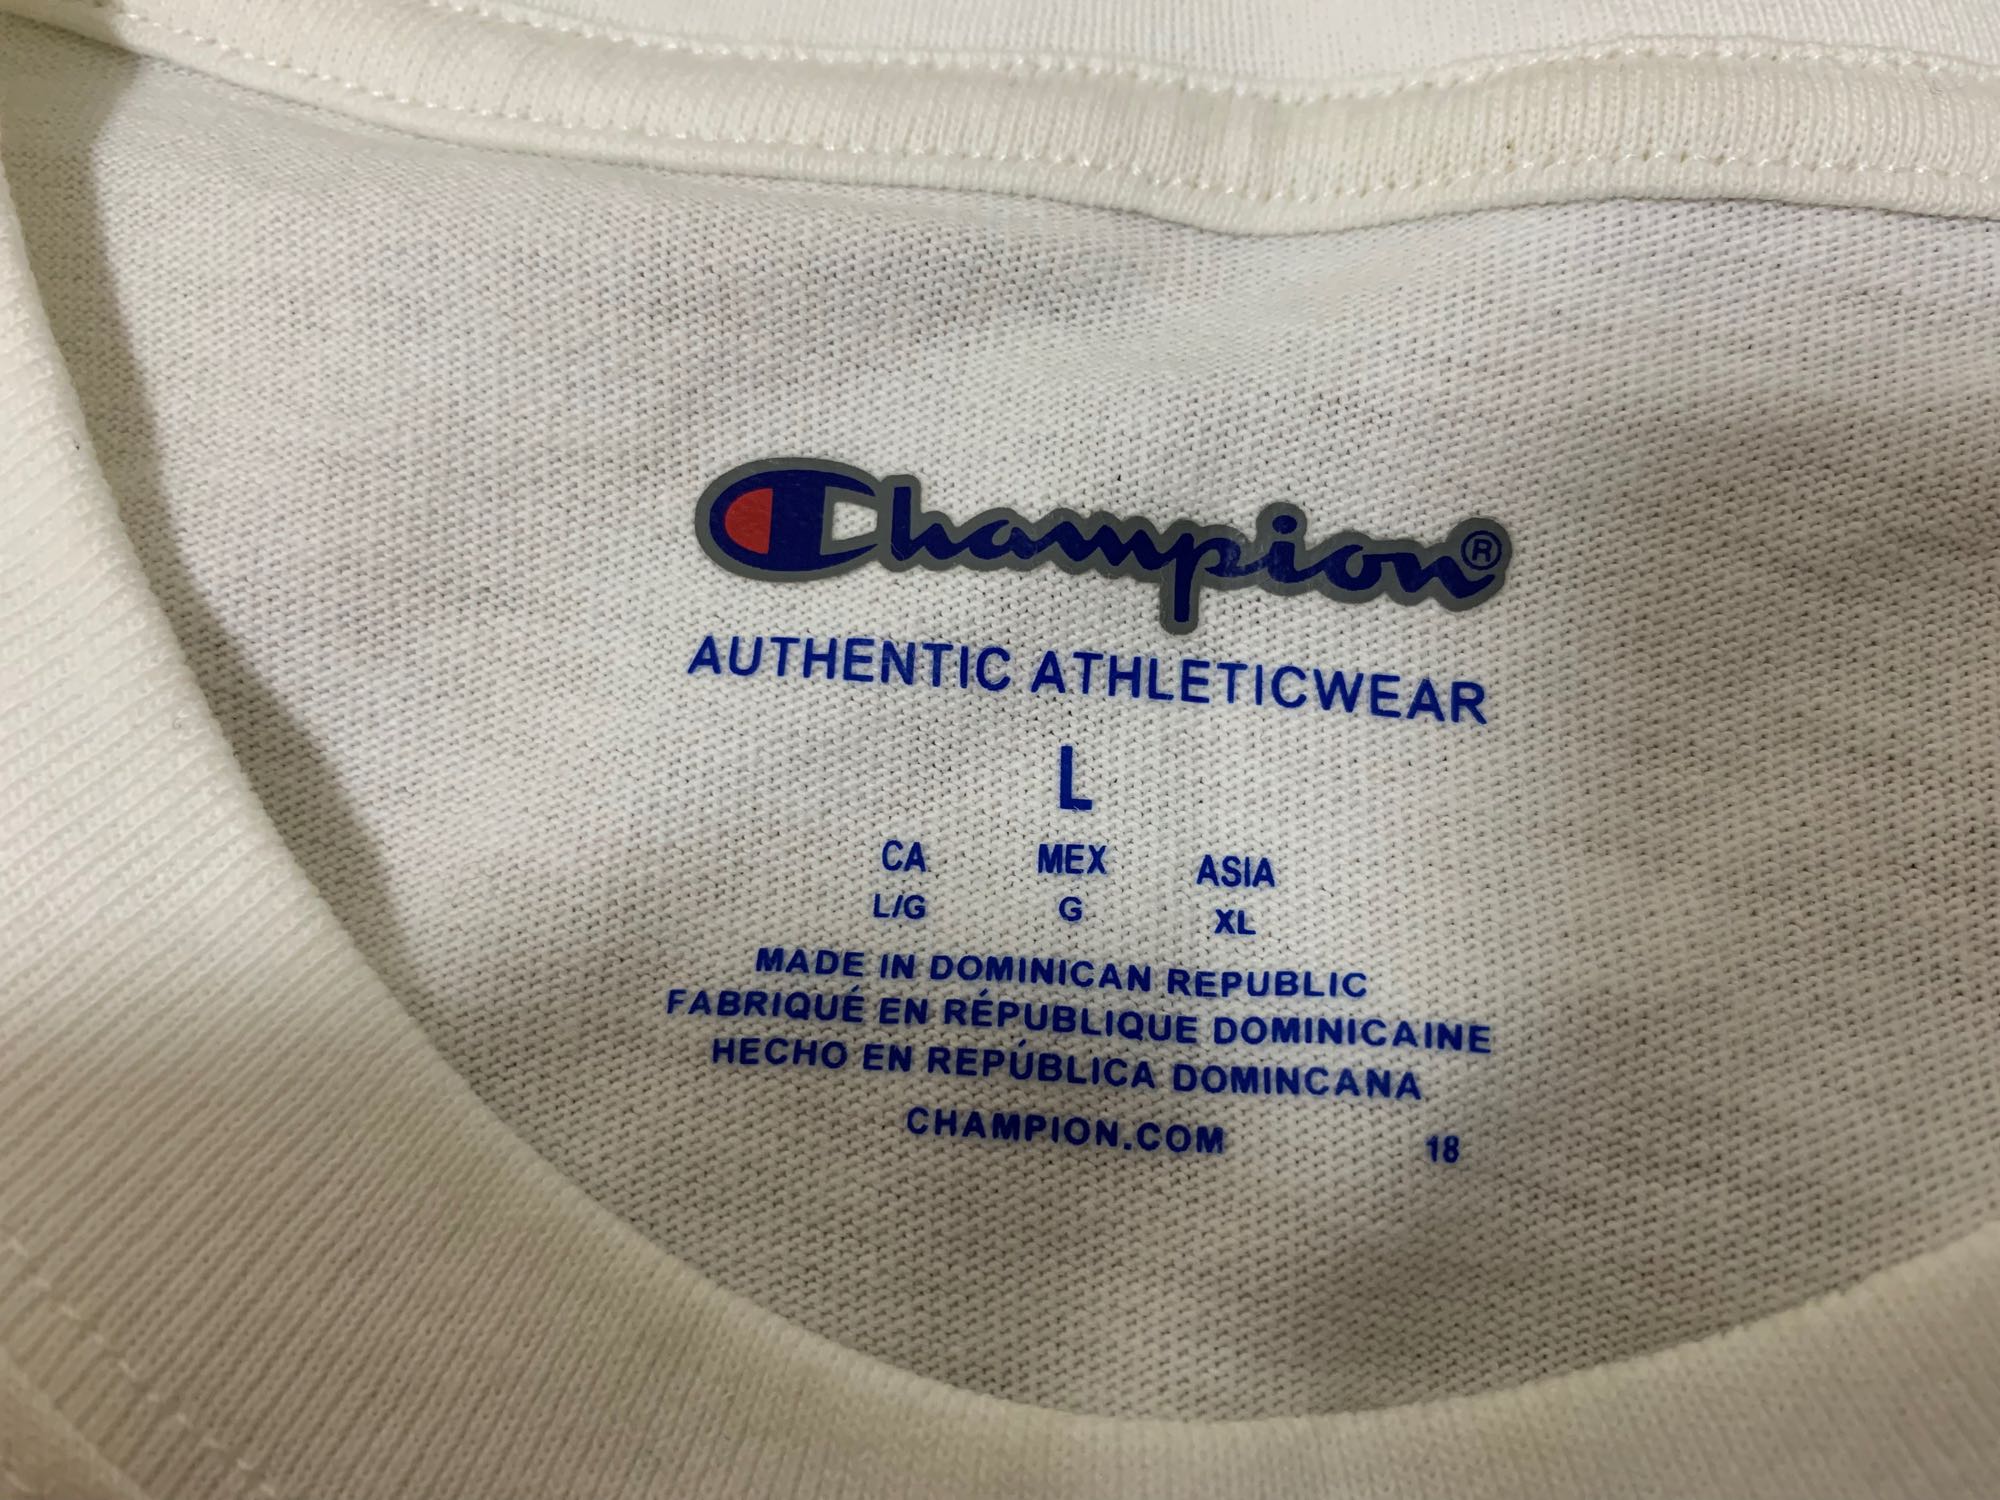 Champion®
AUTHENTIC ATHLETICWEAR
L
CA MEX ASIA
L/G G XL
MADE IN DOMINICAN REPUBLIC
FABRIQUÉ EN RÉPUBLIQUE DOMINICAINE
HECHO EN REPÚBLICA DOMINCANA
CHAMPION.COM 18